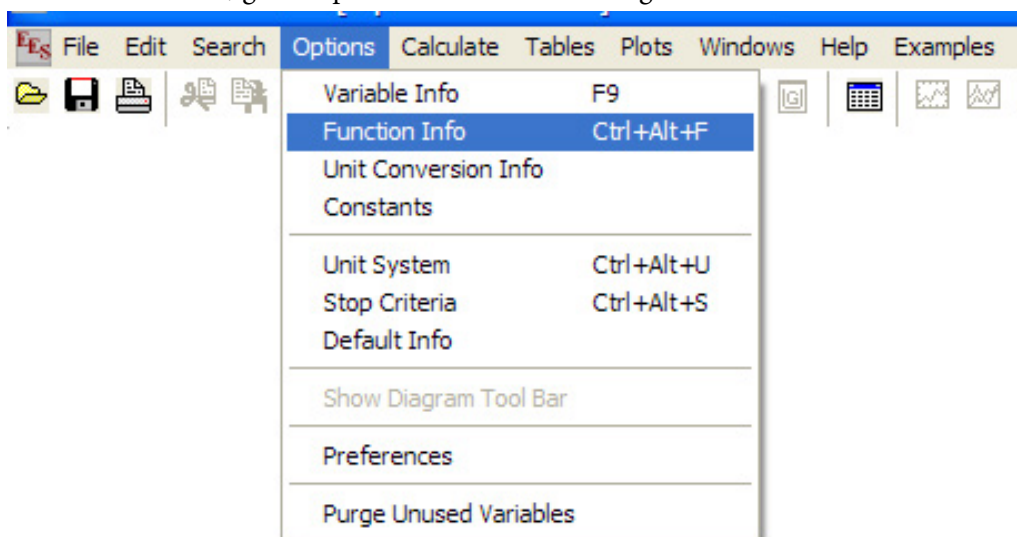 EES File Edit Search Options Calculate Tables Plots Windows Help Examples
Variable Info F9
Function Info Ctrl+Alt+F
Unit Conversion Info
Constants
Unit System Ctrl+Alt+U
Stop Criteria Ctrl+Alt+S
Default Info
Show Diagram Tool Bar
Preferences
Purge Unused Variables